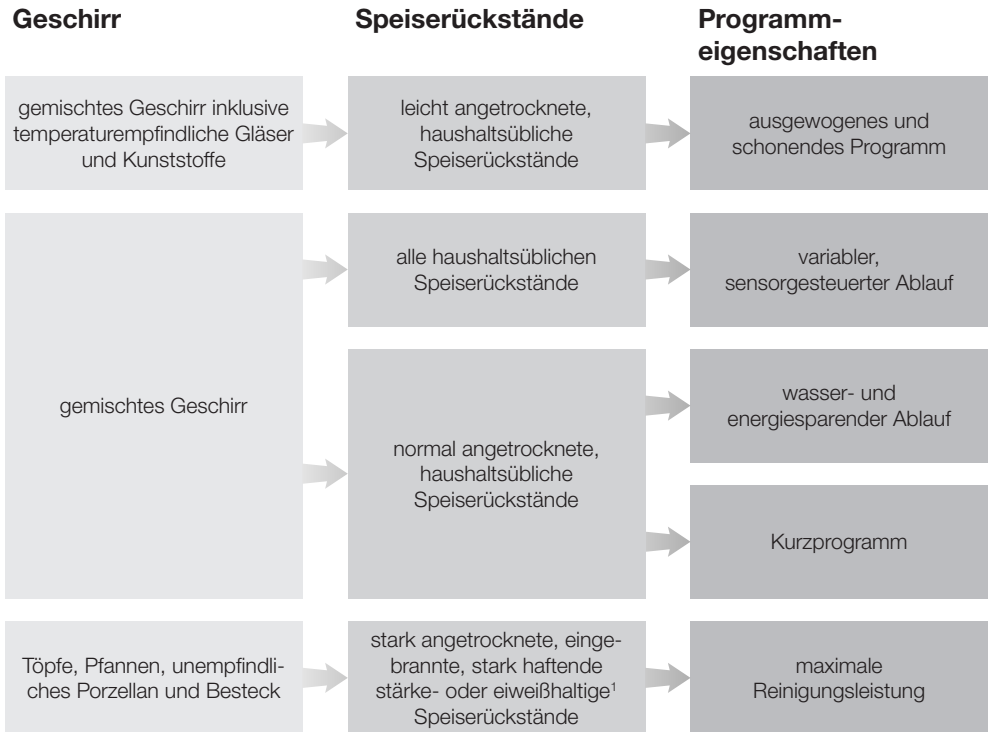 Geschirr
Speiserückstände
Programm-
eigenschaften
gemischtes Geschirr inklusive
temperaturempfindliche Gläser
und Kunststoffe
leicht angetrocknete,
haushaltsübliche
Speiserückstände
ausgewogenes und
schonendes Programm
gemischtes Geschirr
alle haushaltsüblichen
Speiserückstände
variabler,
sensorgesteuerter Ablauf
normal angetrocknete,
haushaltsübliche
Speiserückstände
wasser- und
energiesparender Ablauf
Kurzprogramm
Töpfe, Pfannen, unempfindli-
ches Porzellan und Besteck
stark angetrocknete, einge-
brannte, stark haftende
stärke- oder eiweißhaltige¹
Speiserückstände
maximale
Reinigungsleistung